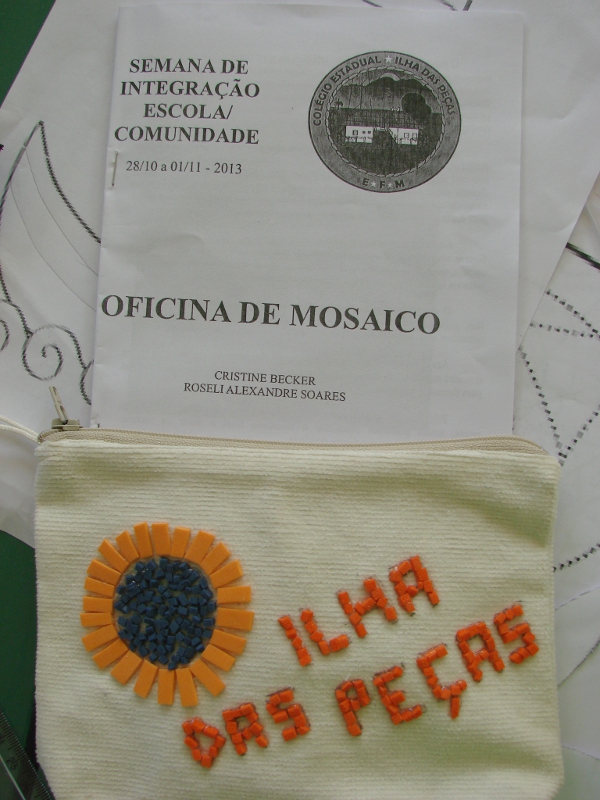 SEMANA DE
INTEGRAÇÃO
ESCOLA/
COMUNIDADE
28/10 a 01/11 - 2013
COLÉGIO ESTADUAL ★ ILHA DAS PEÇAS
E ★ F ★ M
OFICINA DE MOSAICO
CRISTINE BECKER
ROSELI ALEXANDRE SOARES
ILHA
DAS PEÇAS